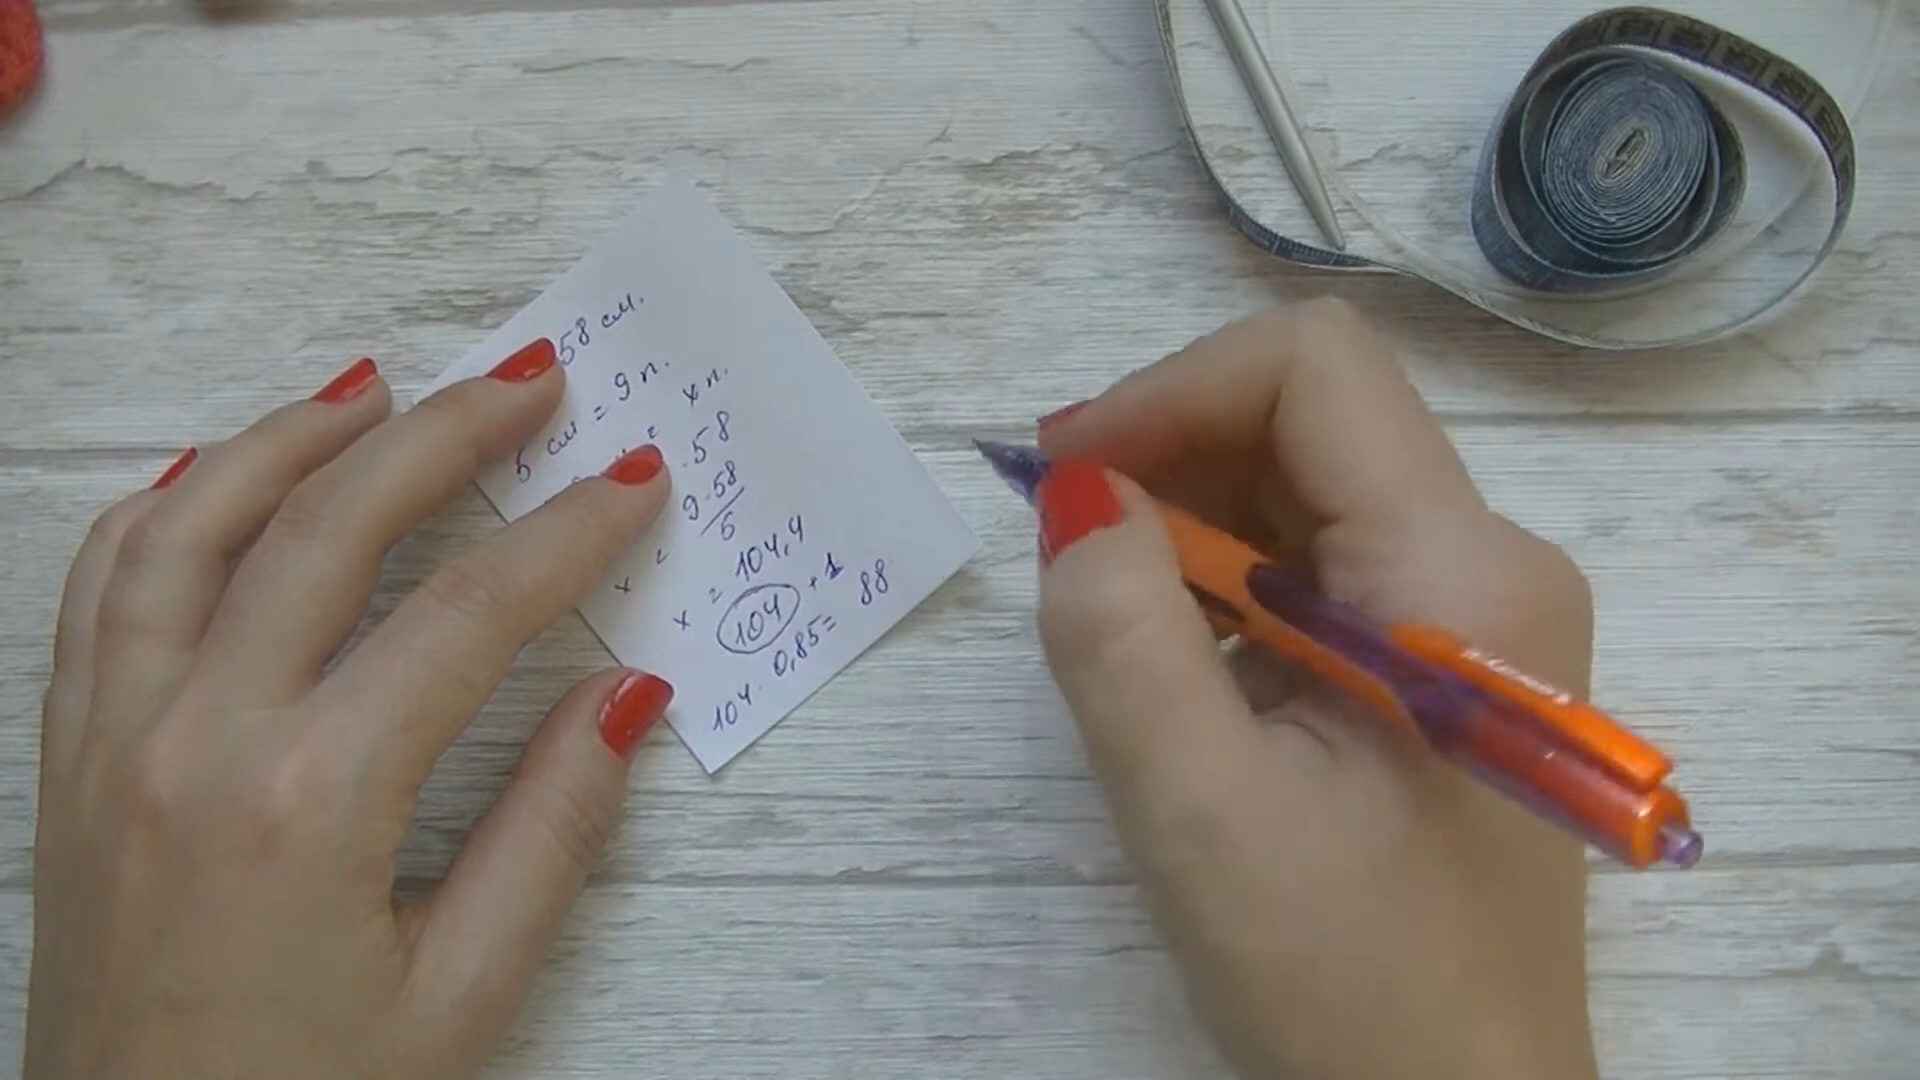 58 см.
5 см = 9 п.
= x п.
· 58
x = 9 · 58 / 5
x = 104,4
104 + 1
104 · 0,85 = 88